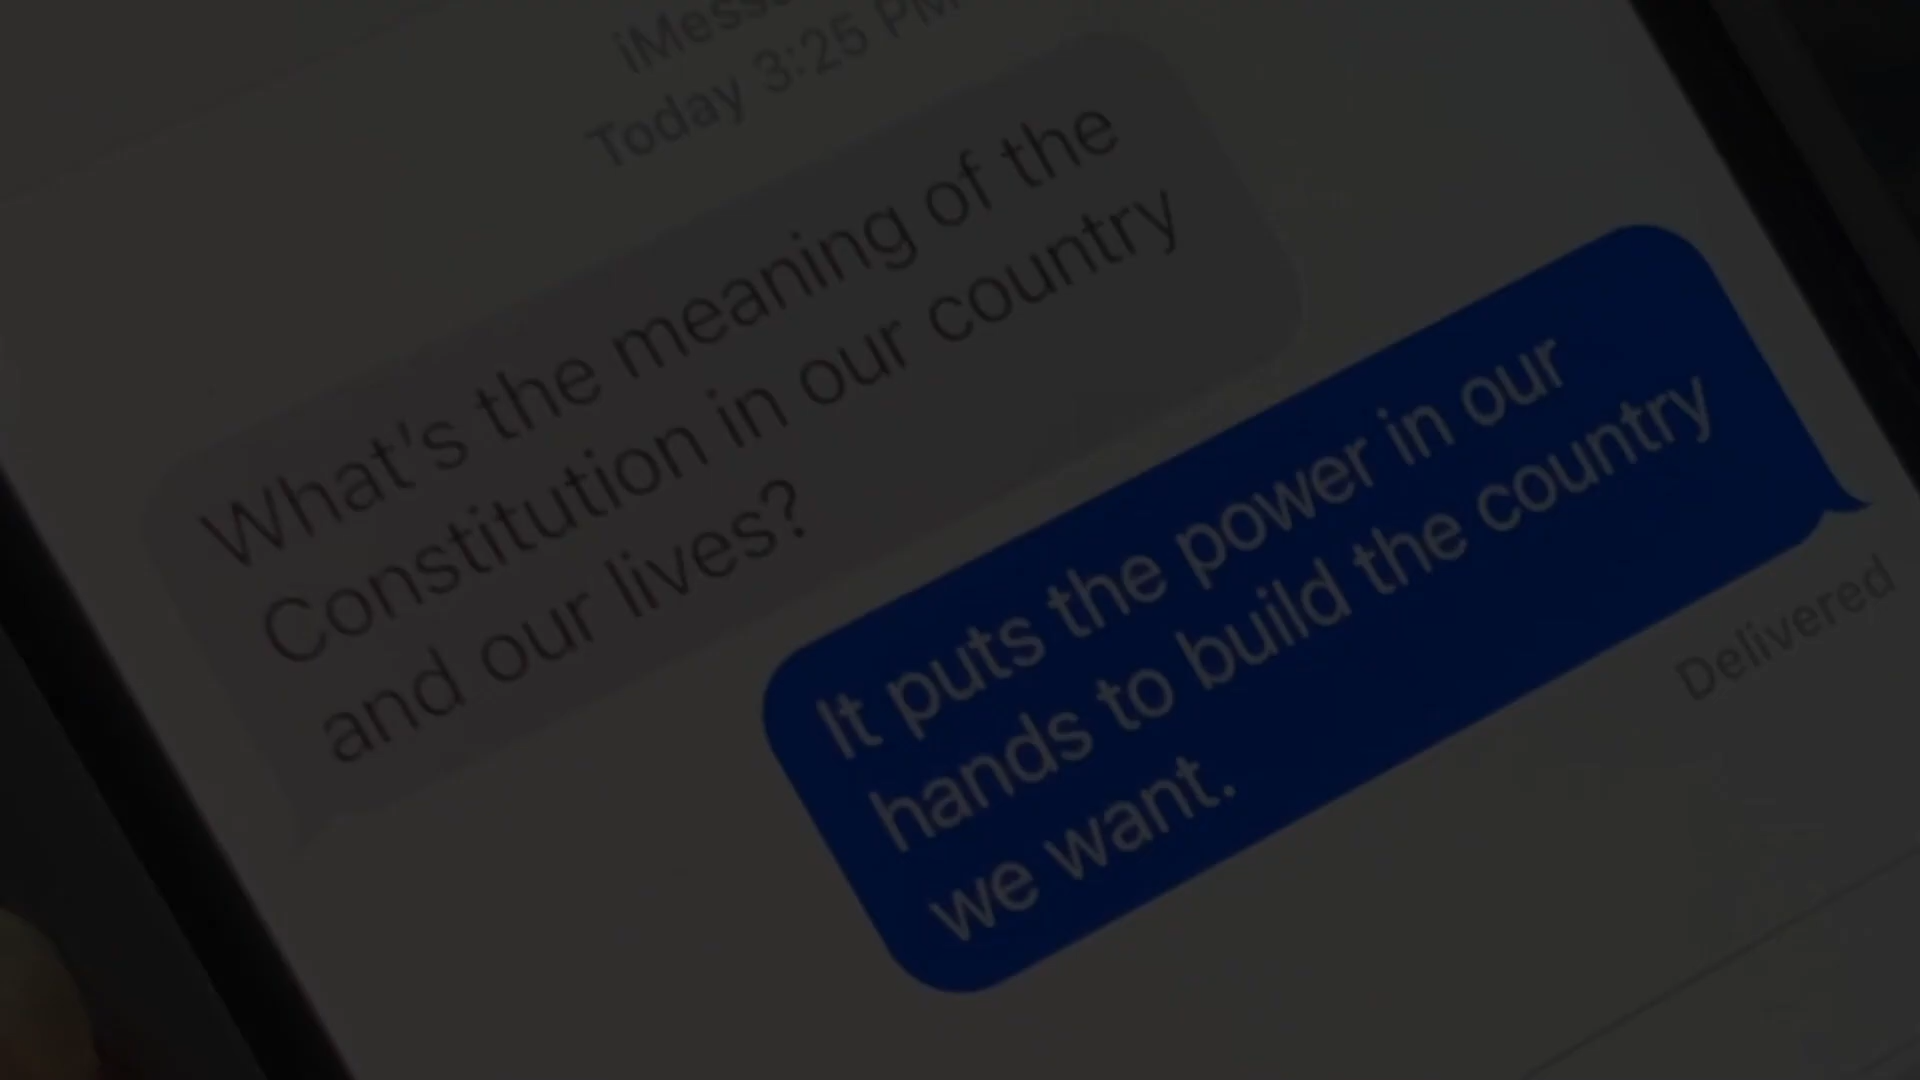 iMess
Today 3:25 PM
What's the meaning of the
Constitution in our country
and our lives?
It puts the power in our
hands to build the country
we want.
Delivered